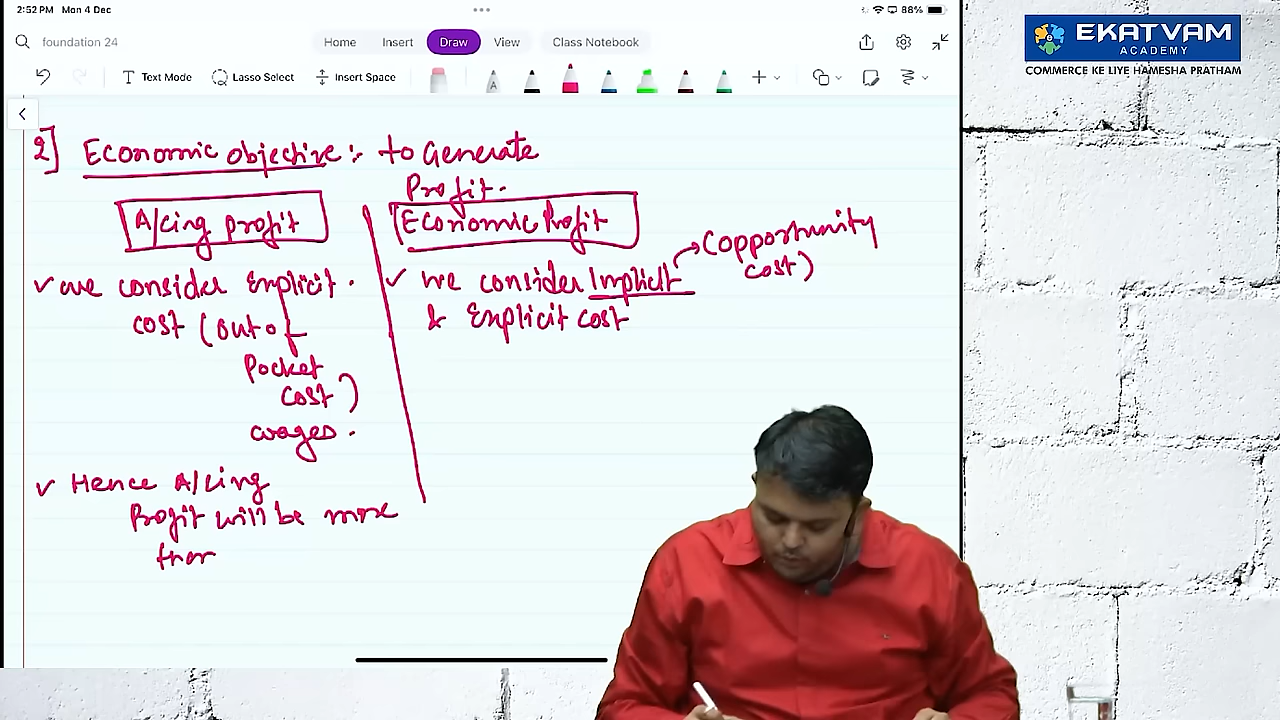 2:52 PM Mon 4 Dec
88%
foundation 24
Home Insert Draw View Class Notebook
Text Mode Lasso Select Insert Space
EKATVAM
ACADEMY
COMMERCE KE LIYE HAMESHA PRATHAM
2] Economic objective :- to Generate
Profit.
A/cing profit
✓ we consider Explicit.
cost (out of
Pocket
cost)
wages.
✓ Hence A/cing
Profit will be more
than
Economic Profit
✓ we consider Implicit → (opportunity
cost)
& Explicit cost